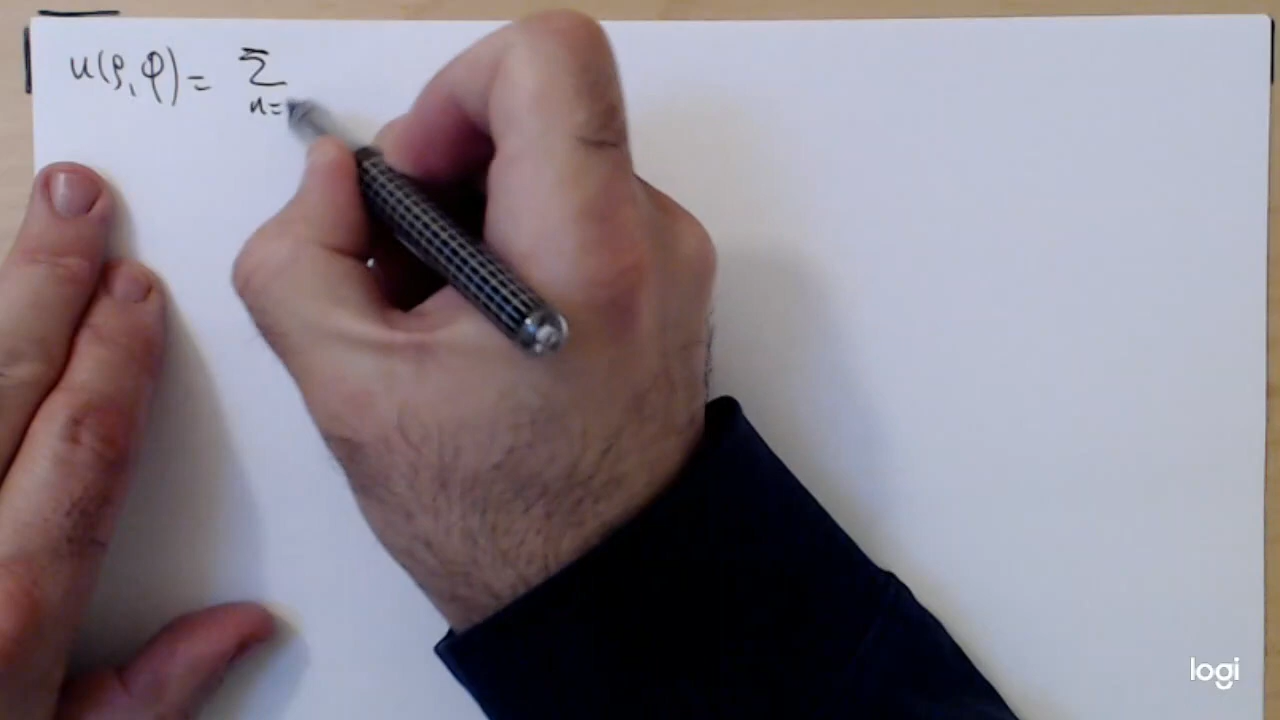 u(ρ,φ) = Σ
n=
logi